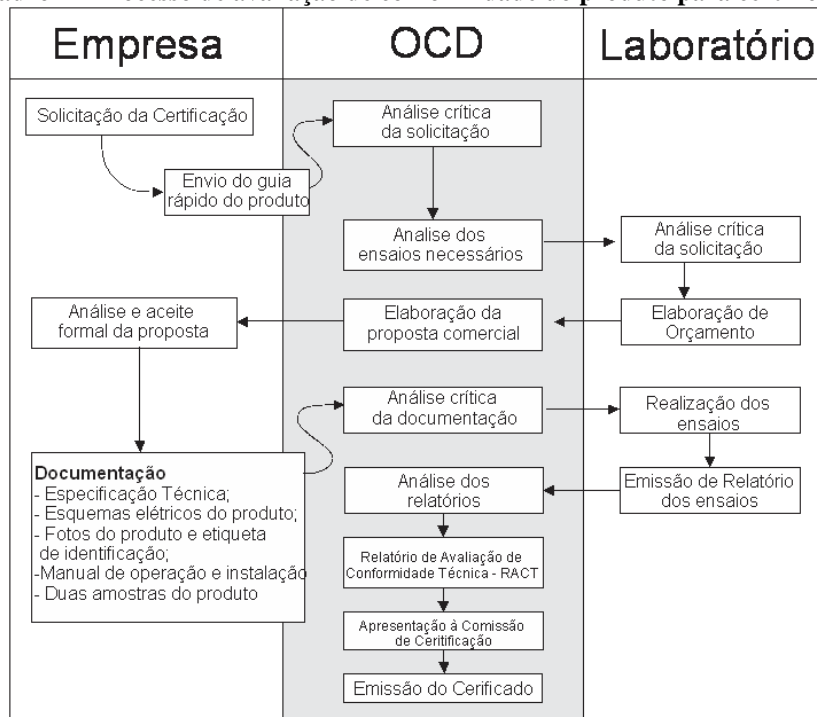 Empresa
OCD
Laboratório
Solicitação da Certificação
Envio do guia
rápido do produto
Análise crítica
da solicitação
Analise dos
ensaios necessários
Análise crítica
da solicitação
Elaboração de
Orçamento
Elaboração da
proposta comercial
Análise e aceite
formal da proposta
Documentação
- Especificação Técnica;
- Esquemas elétricos do produto;
- Fotos do produto e etiqueta
de identificação;
-Manual de operação e instalação
- Duas amostras do produto
Análise crítica
da documentação
Realização dos
ensaios
Emissão de Relatório
dos ensaios
Análise dos
relatórios
Relatório de Avaliação de
Conformidade Técnica - RACT
Apresentação à Comissão
de Ceritificação
Emissão do Cerificado